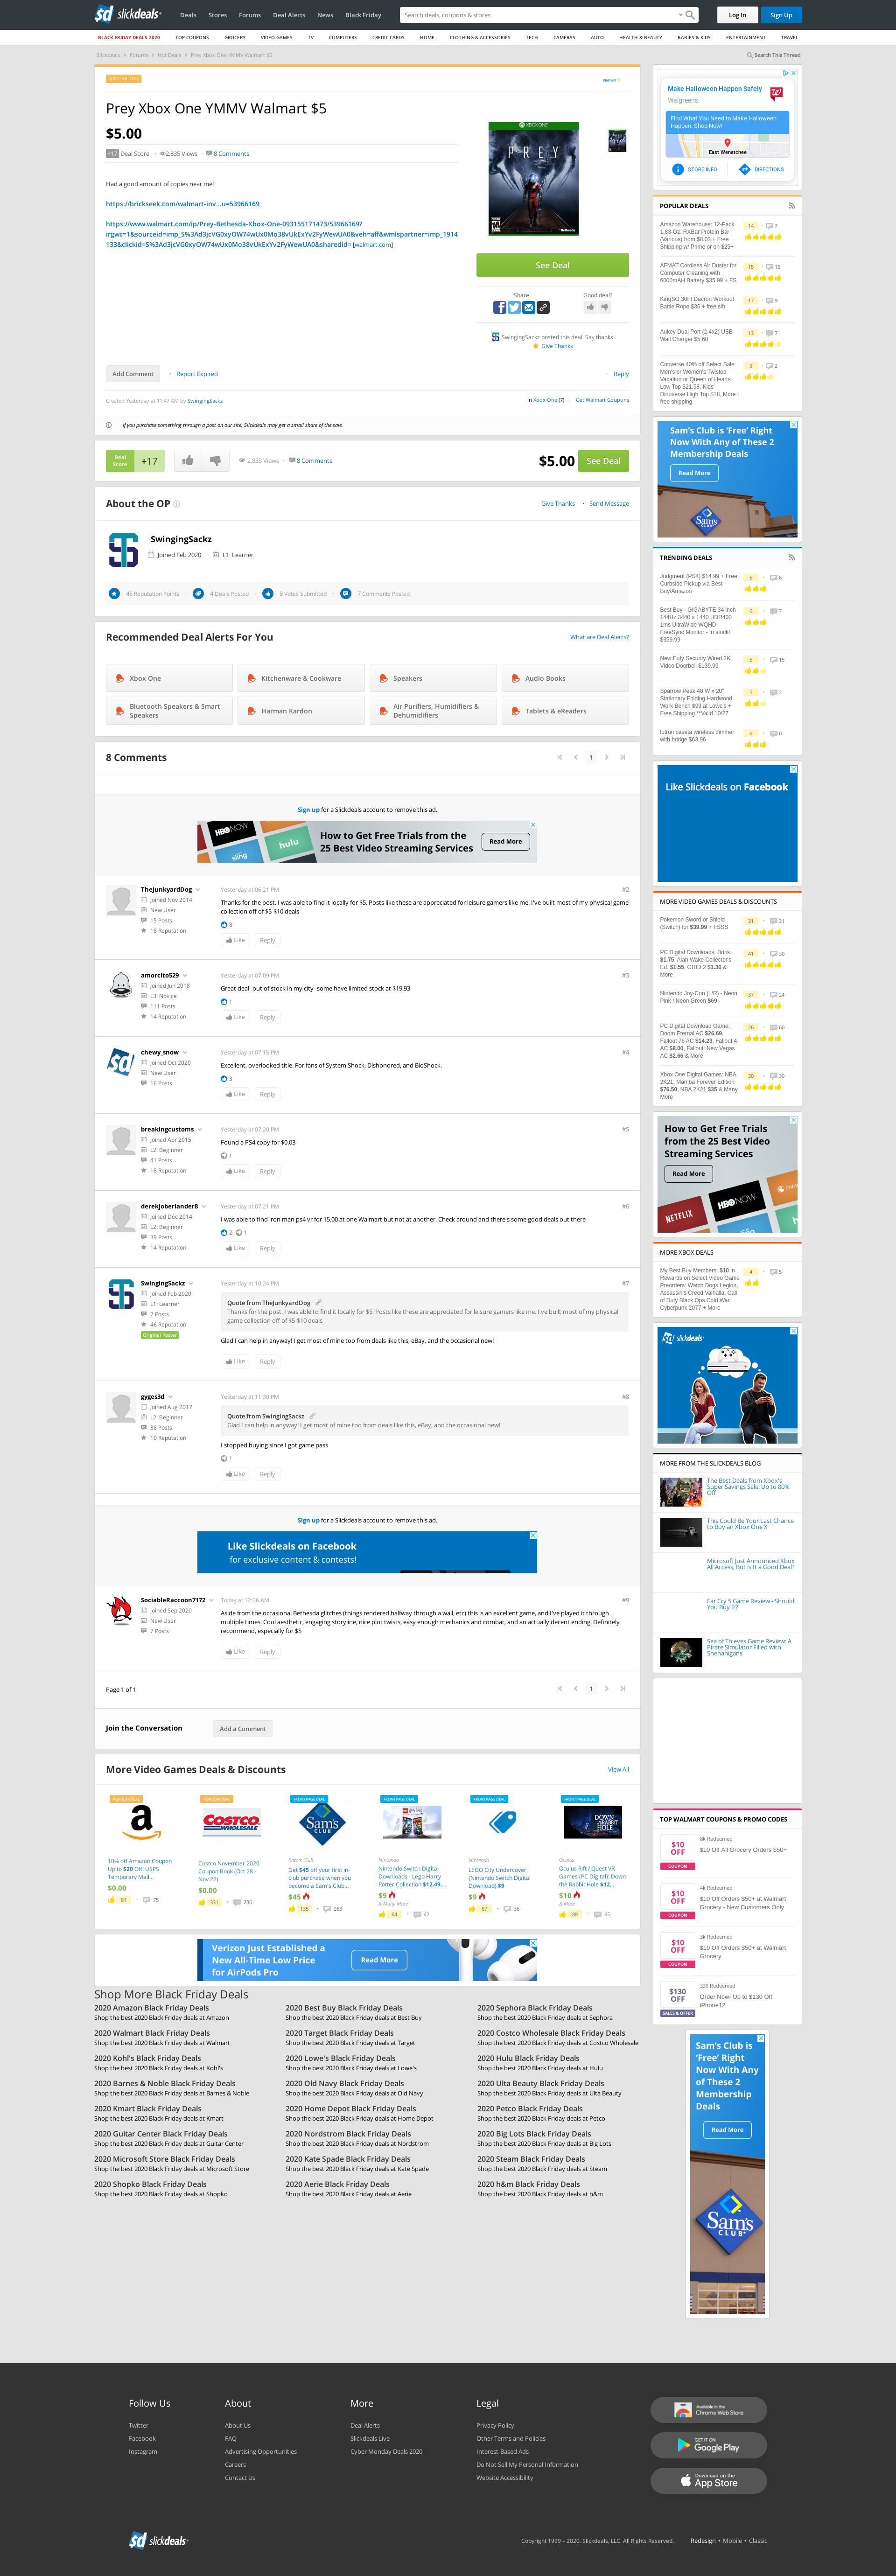 slickdeals
Deals
Stores
Forums
Deal Alerts
News
Black Friday
Search deals, coupons & stores
Log In
Sign Up
BLACK FRIDAY DEALS 2020
TOP COUPONS
GROCERY
VIDEO GAMES
TV
COMPUTERS
CREDIT CARDS
HOME
CLOTHING & ACCESSORIES
TECH
CAMERAS
AUTO
HEALTH & BEAUTY
BABIES & KIDS
ENTERTAINMENT
TRAVEL
Slickdeals › Forums › Hot Deals › Prey Xbox One YMMV Walmart $5
Search This Thread
POPULAR DEAL
Walmart
Prey Xbox One YMMV Walmart $5
$5.00
+17 Deal Score
2,835 Views
8 Comments
Had a good amount of copies near me!
https://brickseek.com/walmart-inv...u=53966169
https://www.walmart.com/ip/Prey-Bethesda-Xbox-One-093155171473/53966169?
irgwc=1&sourceid=imp_S%3Ad3jcVG0xyOW74wUx0Mo38vUkExYv2FyWewUA0&veh=aff&wmlspartner=imp_1914
133&clickid=S%3Ad3jcVG0xyOW74wUx0Mo38vUkExYv2FyWewUA0&sharedid= [walmart.com]
XBOX ONE
PREY
Bethesda
See Deal
Share
Good deal?
SwingingSackz posted this deal. Say thanks!
Give Thanks
Add Comment
Report Expired
Reply
Created Yesterday at 11:47 AM by SwingingSackz
in Xbox One (7)
Get Walmart Coupons
If you purchase something through a post on our site, Slickdeals may get a small share of the sale.
Deal Score
+17
2,835 Views
8 Comments
$5.00
See Deal
About the OP
Give Thanks
Send Message
SwingingSackz
Joined Feb 2020
L1: Learner
46 Reputation Points
4 Deals Posted
8 Votes Submitted
7 Comments Posted
Recommended Deal Alerts For You
What are Deal Alerts?
Xbox One
Kitchenware & Cookware
Speakers
Audio Books
Bluetooth Speakers & Smart Speakers
Harman Kardon
Air Purifiers, Humidifiers & Dehumidifiers
Tablets & eReaders
8 Comments
1
Sign up for a Slickdeals account to remove this ad.
HBO NOW
hulu
sling
How to Get Free Trials from the
25 Best Video Streaming Services
Read More
TheJunkyardDog
Joined Nov 2014
New User
15 Posts
18 Reputation
Yesterday at 06:21 PM
#2
Thanks for the post. I was able to find it locally for $5. Posts like these are appreciated for leisure gamers like me. I've built most of my physical game
collection off of $5-$10 deals
8
Like
Reply
amorcito529
Joined Jun 2018
L3: Novice
111 Posts
14 Reputation
Yesterday at 07:09 PM
#3
Great deal- out of stock in my city- some have limited stock at $19.93
1
Like
Reply
chewy_snow
Joined Oct 2020
New User
16 Posts
Yesterday at 07:15 PM
#4
Excellent, overlooked title. For fans of System Shock, Dishonored, and BioShock.
3
Like
Reply
breakingcustoms
Joined Apr 2015
L2: Beginner
41 Posts
18 Reputation
Yesterday at 07:20 PM
#5
Found a PS4 copy for $0.03
1
Like
Reply
derekjoberlander8
Joined Dec 2014
L2: Beginner
39 Posts
14 Reputation
Yesterday at 07:21 PM
#6
I was able to find iron man ps4 vr for 15.00 at one Walmart but not at another. Check around and there's some good deals out there
2
1
Like
Reply
SwingingSackz
Joined Feb 2020
L1: Learner
7 Posts
46 Reputation
Original Poster
Yesterday at 10:24 PM
#7
Quote from TheJunkyardDog
Thanks for the post. I was able to find it locally for $5. Posts like these are appreciated for leisure gamers like me. I've built most of my physical
game collection off of $5-$10 deals
Glad I can help in anyway! I get most of mine too from deals like this, eBay, and the occasional new!
Like
Reply
gyges3d
Joined Aug 2017
L2: Beginner
38 Posts
10 Reputation
Yesterday at 11:30 PM
#8
Quote from SwingingSackz
Glad I can help in anyway! I get most of mine too from deals like this, eBay, and the occasional new!
I stopped buying since I got game pass
1
Like
Reply
Sign up for a Slickdeals account to remove this ad.
Like Slickdeals on Facebook
for exclusive content & contests!
SociableRaccoon7172
Joined Sep 2020
New User
7 Posts
Today at 12:06 AM
#9
Aside from the occasional Bethesda glitches (things rendered halfway through a wall, etc) this is an excellent game, and I've played it through
multiple times. Cool aesthetic, engaging storyline, nice plot twists, easy enough mechanics and combat, and an actually decent ending. Definitely
recommend, especially for $5
Like
Reply
Page 1 of 1
1
Join the Conversation
Add a Comment
More Video Games Deals & Discounts
View All
POPULAR DEAL
10% off Amazon Coupon
Up to $20 Off! USPS
Temporary Mail...
$0.00
81
75
POPULAR DEAL
COSTCO WHOLESALE
Costco November 2020
Coupon Book (Oct 28 -
Nov 22)
$0.00
331
236
FRONTPAGE DEAL
Sam's Club
Get $45 off your first in-
club purchase when you
become a Sam's Club...
$45
135
263
FRONTPAGE DEAL
Nintendo
Nintendo Switch Digital
Downloads - Lego Harry
Potter Collection $12.49...
$9
& Many More
64
42
FRONTPAGE DEAL
Nintendo
LEGO City Undercover
(Nintendo Switch Digital
Download) $9
$9
67
36
FRONTPAGE DEAL
DOWN THE RABBIT HOLE
Oculus
Oculus Rift / Quest VR
Games (PC Digital): Down
the Rabbit Hole $12...
$10
& More
88
65
Verizon Just Established a
New All-Time Low Price
for AirPods Pro
Read More
Shop More Black Friday Deals
2020 Amazon Black Friday Deals
Shop the best 2020 Black Friday deals at Amazon
2020 Best Buy Black Friday Deals
Shop the best 2020 Black Friday deals at Best Buy
2020 Sephora Black Friday Deals
Shop the best 2020 Black Friday deals at Sephora
2020 Walmart Black Friday Deals
Shop the best 2020 Black Friday deals at Walmart
2020 Target Black Friday Deals
Shop the best 2020 Black Friday deals at Target
2020 Costco Wholesale Black Friday Deals
Shop the best 2020 Black Friday deals at Costco Wholesale
2020 Kohl's Black Friday Deals
Shop the best 2020 Black Friday deals at Kohl's
2020 Lowe's Black Friday Deals
Shop the best 2020 Black Friday deals at Lowe's
2020 Hulu Black Friday Deals
Shop the best 2020 Black Friday deals at Hulu
2020 Barnes & Noble Black Friday Deals
Shop the best 2020 Black Friday deals at Barnes & Noble
2020 Old Navy Black Friday Deals
Shop the best 2020 Black Friday deals at Old Navy
2020 Ulta Beauty Black Friday Deals
Shop the best 2020 Black Friday deals at Ulta Beauty
2020 Kmart Black Friday Deals
Shop the best 2020 Black Friday deals at Kmart
2020 Home Depot Black Friday Deals
Shop the best 2020 Black Friday deals at Home Depot
2020 Petco Black Friday Deals
Shop the best 2020 Black Friday deals at Petco
2020 Guitar Center Black Friday Deals
Shop the best 2020 Black Friday deals at Guitar Center
2020 Nordstrom Black Friday Deals
Shop the best 2020 Black Friday deals at Nordstrom
2020 Big Lots Black Friday Deals
Shop the best 2020 Black Friday deals at Big Lots
2020 Microsoft Store Black Friday Deals
Shop the best 2020 Black Friday deals at Microsoft Store
2020 Kate Spade Black Friday Deals
Shop the best 2020 Black Friday deals at Kate Spade
2020 Steam Black Friday Deals
Shop the best 2020 Black Friday deals at Steam
2020 Shopko Black Friday Deals
Shop the best 2020 Black Friday deals at Shopko
2020 Aerie Black Friday Deals
Shop the best 2020 Black Friday deals at Aerie
2020 h&m Black Friday Deals
Shop the best 2020 Black Friday deals at h&m
Make Halloween Happen Safely
Walgreens
Find What You Need to Make Halloween
Happen. Shop Now!
East Wenatchee
STORE INFO
DIRECTIONS
POPULAR DEALS
Amazon Warehouse: 12-Pack
1.83-Oz. RXBar Protein Bar
(Various) from $8.03 + Free
Shipping w/ Prime or on $25+
14
7
AFMAT Cordless Air Duster for
Computer Cleaning with
6000mAH Battery $35.99 + FS
15
15
KingSO 30Ft Dacron Workout
Battle Rope $36 + free s/h
17
9
Aukey Dual Port (2.4x2) USB
Wall Charger $5.60
13
7
Converse 40% off Select Sale:
Men's or Women's Twisted
Vacation or Queen of Hearts
Low Top $21.58, Kids'
Dinoverse High Top $18, More +
free shipping
9
2
Sam's Club is 'Free' Right
Now With Any of These 2
Membership Deals
Read More
Sam's CLUB
TRENDING DEALS
Judgment (PS4) $14.99 + Free
Curbside Pickup via Best
Buy/Amazon
6
6
Best Buy - GIGABYTE 34 inch
144Hz 3440 x 1440 HDR400
1ms UltraWide WQHD
FreeSync Monitor - In stock!
$359.99
6
7
New Eufy Security Wired 2K
Video Doorbell $139.99
5
15
Sparrow Peak 48 W x 20"
Stationary Folding Hardwood
Work Bench $99 at Lowe's +
Free Shipping **Valid 10/27
5
2
lutron caseta wireless dimmer
with bridge $63.96
6
0
Like Slickdeals on Facebook
MORE VIDEO GAMES DEALS & DISCOUNTS
Pokemon Sword or Shield
(Switch) for $39.99 + FSSS
31
31
PC Digital Downloads: Brink
$1.75, Alan Wake Collector's
Ed. $1.55, GRID 2 $1.30 &
More
41
30
Nintendo Joy-Con (L/R) - Neon
Pink / Neon Green $69
37
24
PC Digital Download Game:
Doom Eternal AC $26.69,
Fallout 76 AC $14.23, Fallout 4
AC $8.00, Fallout: New Vegas
AC $2.66 & More
26
60
Xbox One Digital Games: NBA
2K21: Mamba Forever Edition
$76.50, NBA 2K21 $35 & Many
More
30
39
How to Get Free Trials
from the 25 Best Video
Streaming Services
Read More
NETFLIX
HBO NOW
hulu
MORE XBOX DEALS
My Best Buy Members: $10 in
Rewards on Select Video Game
Preorders: Watch Dogs Legion,
Assassin's Creed Valhalla, Call
of Duty Black Ops Cold War,
Cyberpunk 2077 + More
4
5
slickdeals
MORE FROM THE SLICKDEALS BLOG
The Best Deals from Xbox's
Super Savings Sale: Up to 80%
Off
This Could Be Your Last Chance
to Buy an Xbox One X
Microsoft Just Announced Xbox
All Access, But is It a Good Deal?
Far Cry 5 Game Review - Should
You Buy It?
Sea of Thieves Game Review: A
Pirate Simulator Filled with
Shenanigans
TOP WALMART COUPONS & PROMO CODES
$10
OFF
COUPON
8k Redeemed
$10 Off All Grocery Orders $50+
$10
OFF
COUPON
4k Redeemed
$10 Off Orders $50+ at Walmart
Grocery - New Customers Only
$10
OFF
COUPON
3k Redeemed
$10 Off Orders $50+ at Walmart
Grocery
$130
OFF
SALES & OFFER
339 Redeemed
Order Now- Up to $130 Off
iPhone12
Sam's Club is
'Free' Right
Now With Any
of These 2
Membership
Deals
Read More
Sam's CLUB
Follow Us
Twitter
Facebook
Instagram
About
About Us
FAQ
Advertising Opportunities
Careers
Contact Us
More
Deal Alerts
Slickdeals Live
Cyber Monday Deals 2020
Legal
Privacy Policy
Other Terms and Policies
Interest-Based Ads
Do Not Sell My Personal Information
Website Accessibility
Available in the
Chrome Web Store
GET IT ON
Google Play
Download on the
App Store
slickdeals
Copyright 1999 - 2020. Slickdeals, LLC. All Rights Reserved.
Redesign • Mobile • Classic